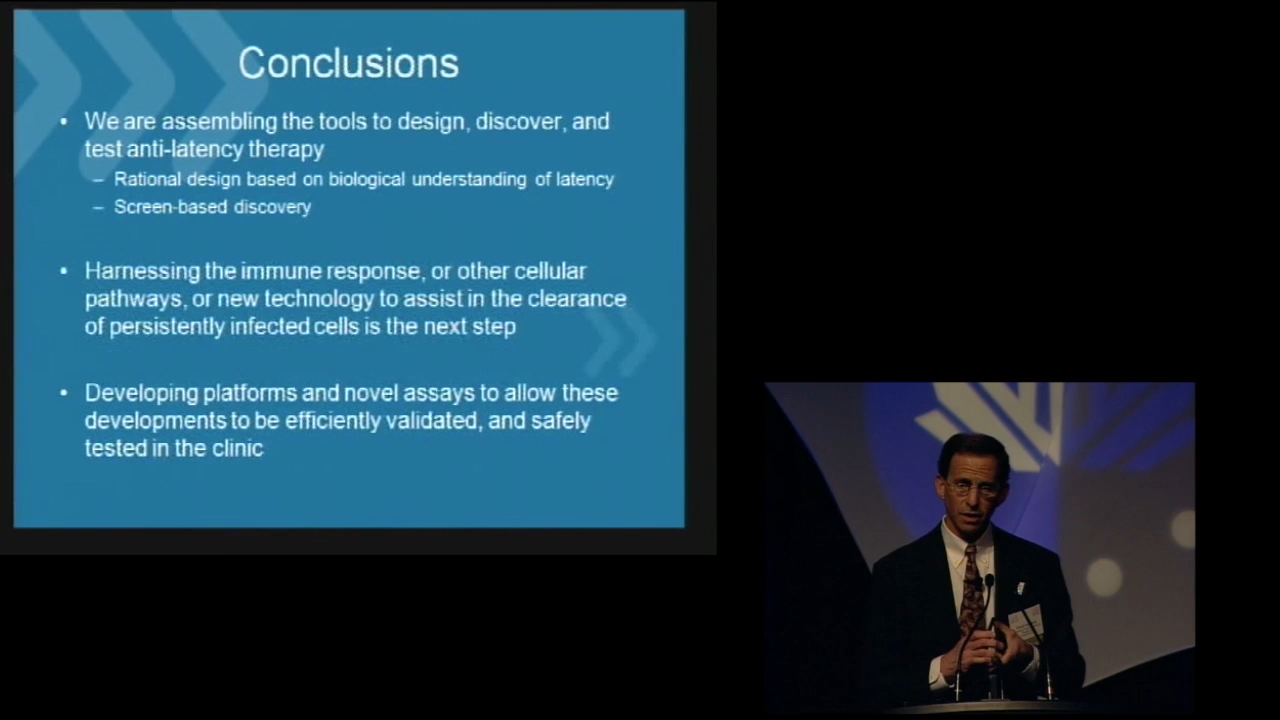 Conclusions
• We are assembling the tools to design, discover, and
test anti-latency therapy
– Rational design based on biological understanding of latency
– Screen-based discovery
• Harnessing the immune response, or other cellular
pathways, or new technology to assist in the clearance
of persistently infected cells is the next step
• Developing platforms and novel assays to allow these
developments to be efficiently validated, and safely
tested in the clinic